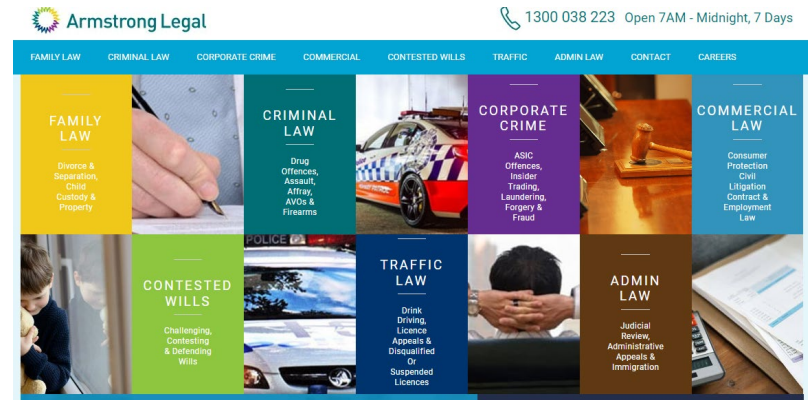 Armstrong Legal
1300 038 223 Open 7AM - Midnight, 7 Days
FAMILY LAW CRIMINAL LAW CORPORATE CRIME COMMERCIAL CONTESTED WILLS TRAFFIC ADMIN LAW CONTACT CAREERS
FAMILY
LAW
Divorce &
Separation,
Child
Custody &
Property
CRIMINAL
LAW
Drug
Offences,
Assault,
Affray,
AVOs &
Firearms
CORPORATE
CRIME
ASIC
Offences,
Insider
Trading,
Laundering,
Forgery &
Fraud
COMMERCIAL
LAW
Consumer
Protection
Civil
Litigation
Contract &
Employment
Law
CONTESTED
WILLS
Challenging,
Contesting
& Defending
Wills
POLICE
TRAFFIC
LAW
Drink
Driving,
Licence
Appeals &
Disqualified
Or
Suspended
Licences
ADMIN
LAW
Judicial
Review,
Administrative
Appeals &
Immigration